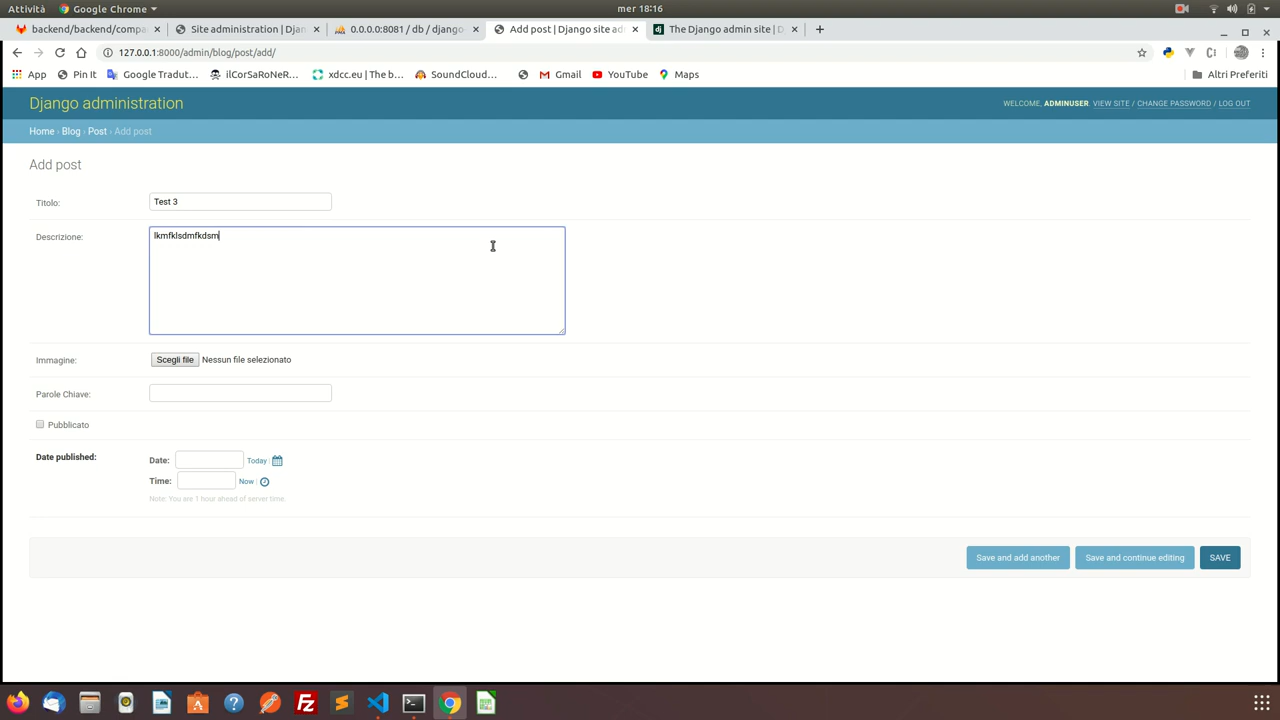 Attività
Google Chrome
mer 18:16
backend/backend/compa
Site administration | Djan
0.0.0.0:8081 / db / django
Add post | Django site ad
The Django admin site | D
127.0.0.1:8000/admin/blog/post/add/
App
Pin It
Google Tradut...
ilCorSaRoNeR...
xdcc.eu | The b...
SoundCloud...
Gmail
YouTube
Maps
Altri Preferiti
Django administration
WELCOME, ADMINUSER. VIEW SITE / CHANGE PASSWORD / LOG OUT
Home › Blog › Post › Add post
Add post
Titolo:
Test 3
Descrizione:
lkmfklsdmfkdsm
Immagine:
Scegli file Nessun file selezionato
Parole Chiave:
Pubblicato
Date published:
Date:
Today
Time:
Now
Note: You are 1 hour ahead of server time.
Save and add another
Save and continue editing
SAVE